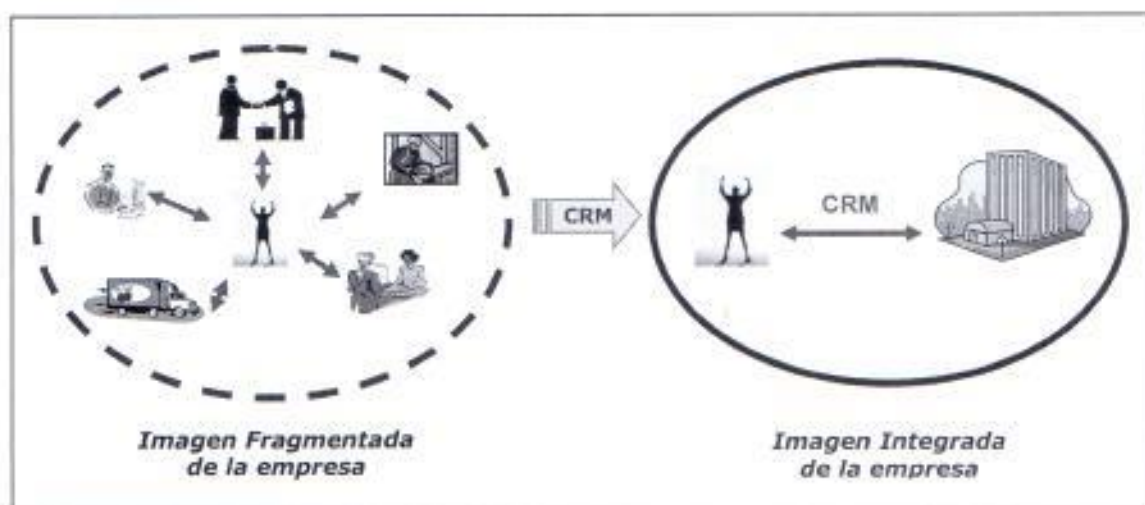 CRM
CRM
Imagen Fragmentada
de la empresa
Imagen Integrada
de la empresa